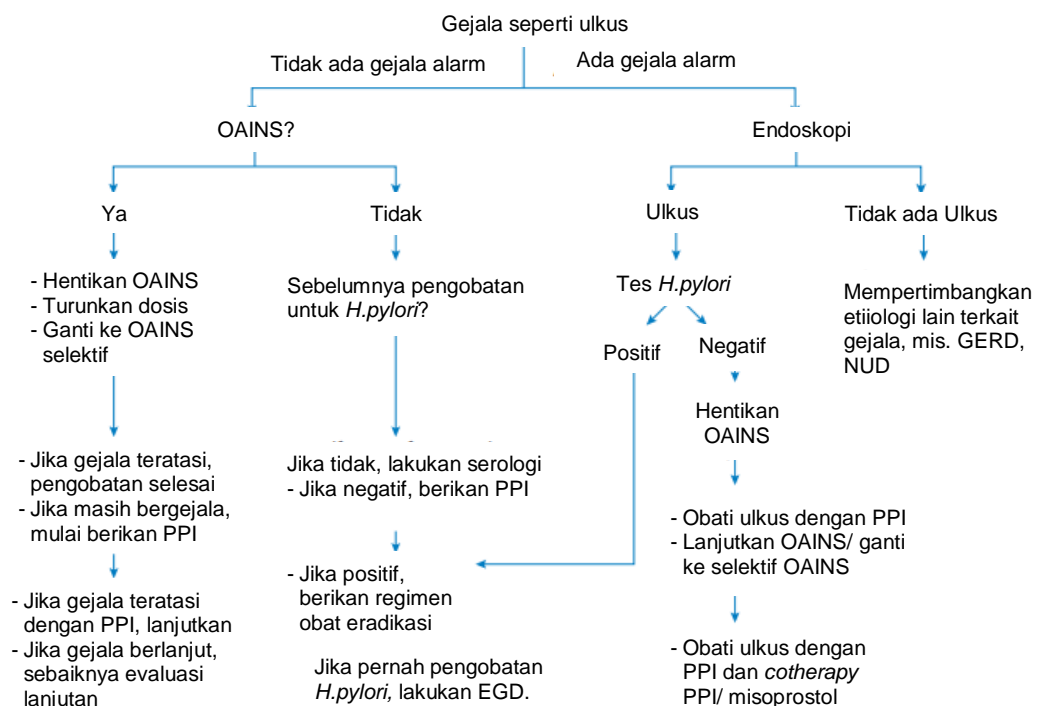 Gejala seperti ulkus
Tidak ada gejala alarm
Ada gejala alarm
OAINS?
Endoskopi
Ya
Tidak
Ulkus
Tidak ada Ulkus
- Hentikan OAINS
- Turunkan dosis
- Ganti ke OAINS
selektif
Sebelumnya pengobatan
untuk H.pylori?
Tes H.pylori
Mempertimbangkan
etiiologi lain terkait
gejala, mis. GERD,
NUD
Positif
Negatif
Hentikan
OAINS
- Jika gejala teratasi,
pengobatan selesai
- Jika masih bergejala,
mulai berikan PPI
Jika tidak, lakukan serologi
- Jika negatif, berikan PPI
- Obati ulkus dengan PPI
- Lanjutkan OAINS/ ganti
ke selektif OAINS
- Jika gejala teratasi
dengan PPI, lanjutkan
- Jika gejala berlanjut,
sebaiknya evaluasi
lanjutan
- Jika positif,
berikan regimen
obat eradikasi
Jika pernah pengobatan
H.pylori, lakukan EGD.
- Obati ulkus dengan
PPI dan cotherapy
PPI/ misoprostol